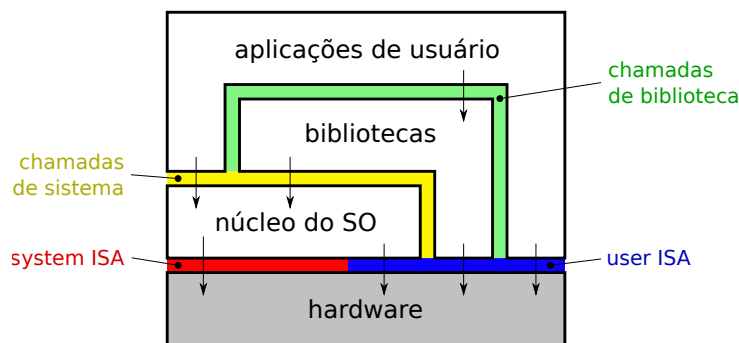 aplicações de usuário
chamadas
de biblioteca
bibliotecas
chamadas
de sistema
núcleo do SO
system ISA
user ISA
hardware